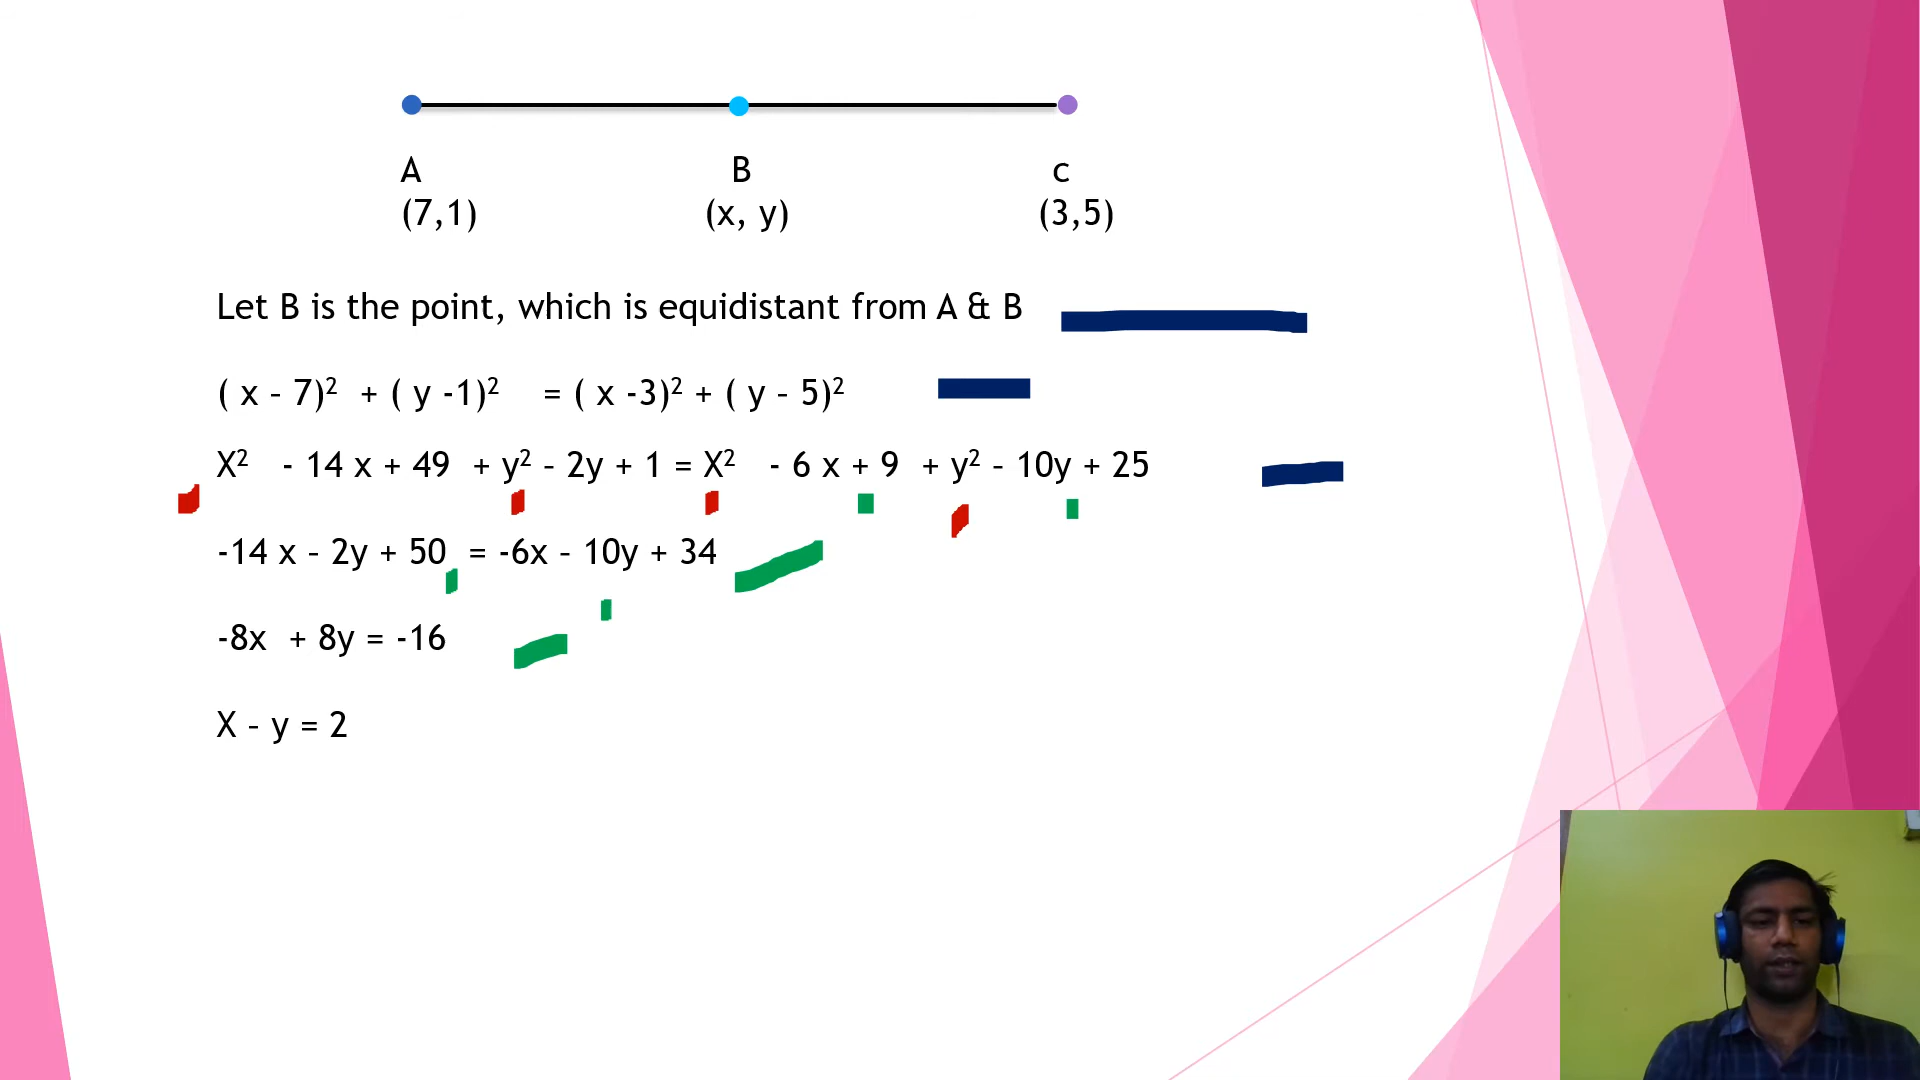 A B c
(7,1) (x, y) (3,5)
Let B is the point, which is equidistant from A & B
( x – 7)² + ( y -1)² = ( x -3)² + ( y – 5)²
X² - 14 x + 49 + y² – 2y + 1 = X² - 6 x + 9 + y² – 10y + 25
-14 x – 2y + 50 = -6x – 10y + 34
-8x + 8y = -16
X – y = 2